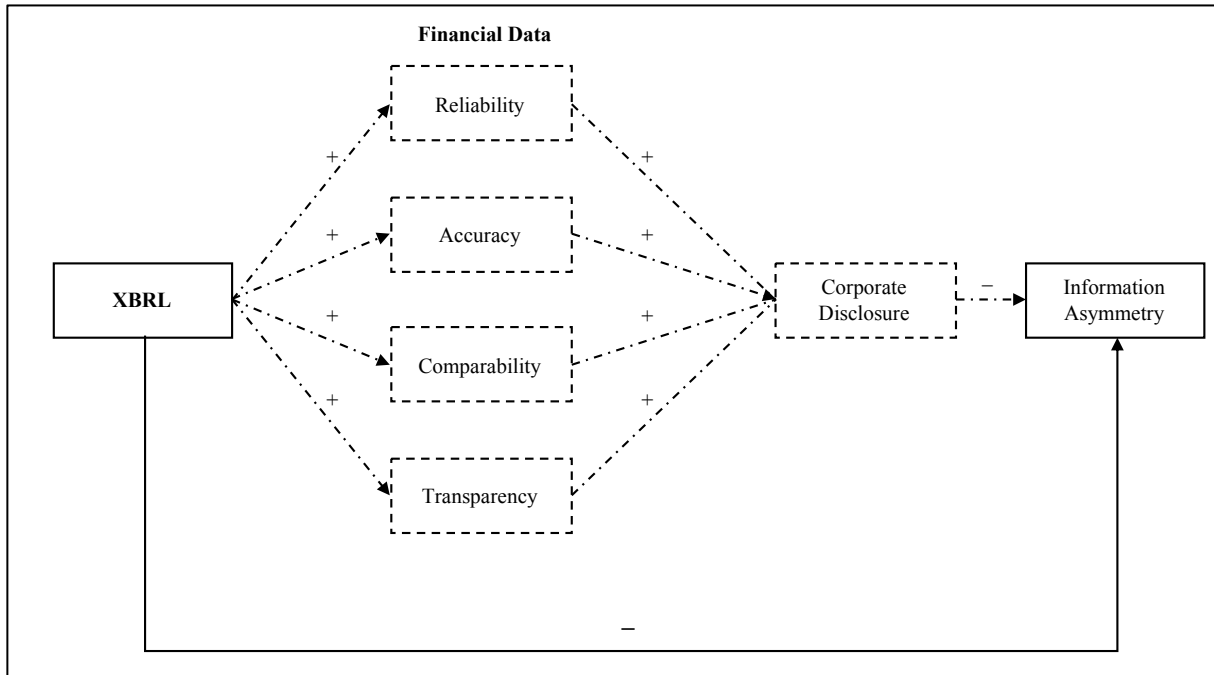 Financial Data
Reliability
+
+
Accuracy
+
+
XBRL
Corporate
Disclosure
–
Information
Asymmetry
+
+
Comparability
+
+
Transparency
–